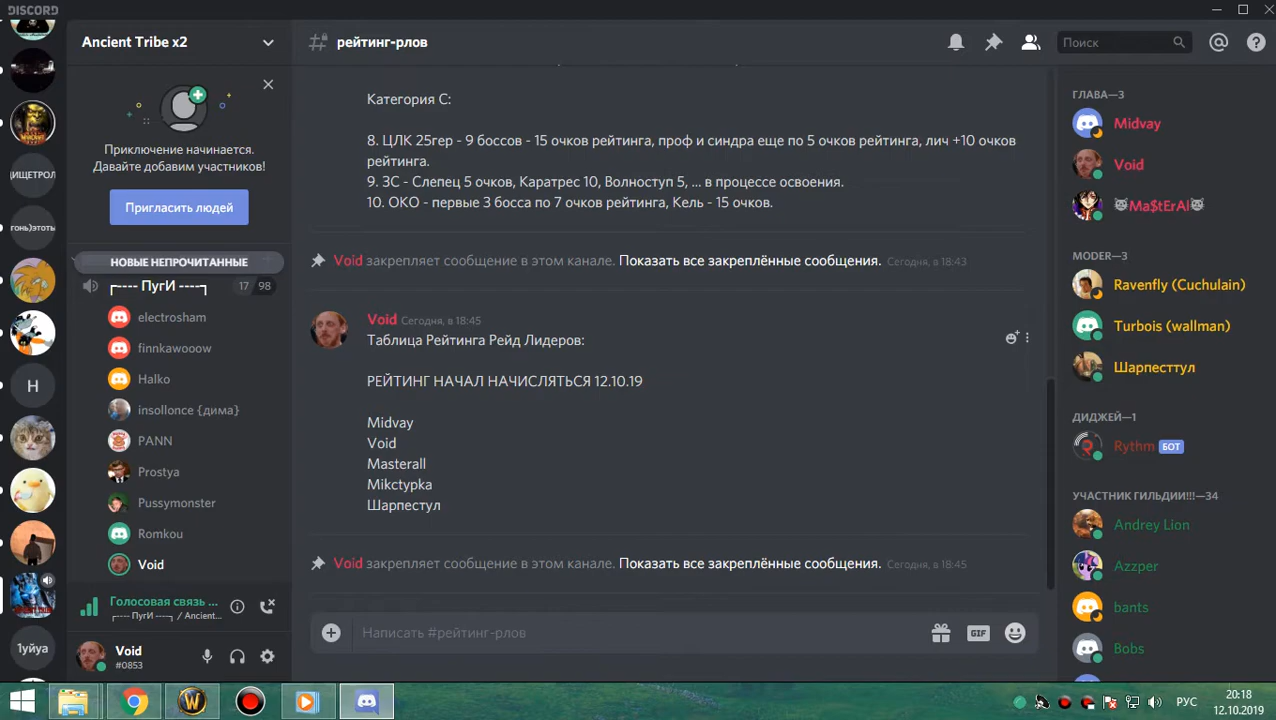 DISCORD
Ancient Tribe x2
Приключение начинается.
Давайте добавим участников!
Пригласить людей
НОВЫЕ НЕПРОЧИТАННЫЕ
┌---- ПугИ ----┐
17 98
electrosham
finnkawooow
Halko
insollonce {дима}
PANN
Prostya
Pussymonster
Romkou
Void
Голосовая связь ...
┌---- ПугИ ----┐ / Ancient...
Void
#0853
ИЩЕТРОЛ
гонь)этоть
Н
1уйуа
рейтинг-рлов
Поиск
Категория С:
8. ЦЛК 25гер - 9 боссов - 15 очков рейтинга, проф и синдра еще по 5 очков рейтинга, лич +10 очков
рейтинга.
9. ЗС - Слепец 5 очков, Каратрес 10, Волноступ 5, ... в процессе освоения.
10. ОКО - первые 3 босса по 7 очков рейтинга, Кель - 15 очков.
Void закрепляет сообщение в этом канале. Показать все закреплённые сообщения. Сегодня, в 18:43
Void Сегодня, в 18:45
Таблица Рейтинга Рейд Лидеров:
РЕЙТИНГ НАЧАЛ НАЧИСЛЯТЬСЯ 12.10.19
Midvay
Void
Masterall
Mikctypka
Шарпестул
Void закрепляет сообщение в этом канале. Показать все закреплённые сообщения. Сегодня, в 18:45
Написать #рейтинг-рлов
GIF
ГЛАВА—3
Midvay
Void
Ma$tErAl
MODER—3
Ravenfly (Cuchulain)
Turbois (wallman)
Шарпесттул
ДИДЖЕЙ—1
Rythm БОТ
УЧАСТНИК ГИЛЬДИИ!!!—34
Andrey Lion
Azzper
bants
Bobs
РУС
20:18
12.10.2019